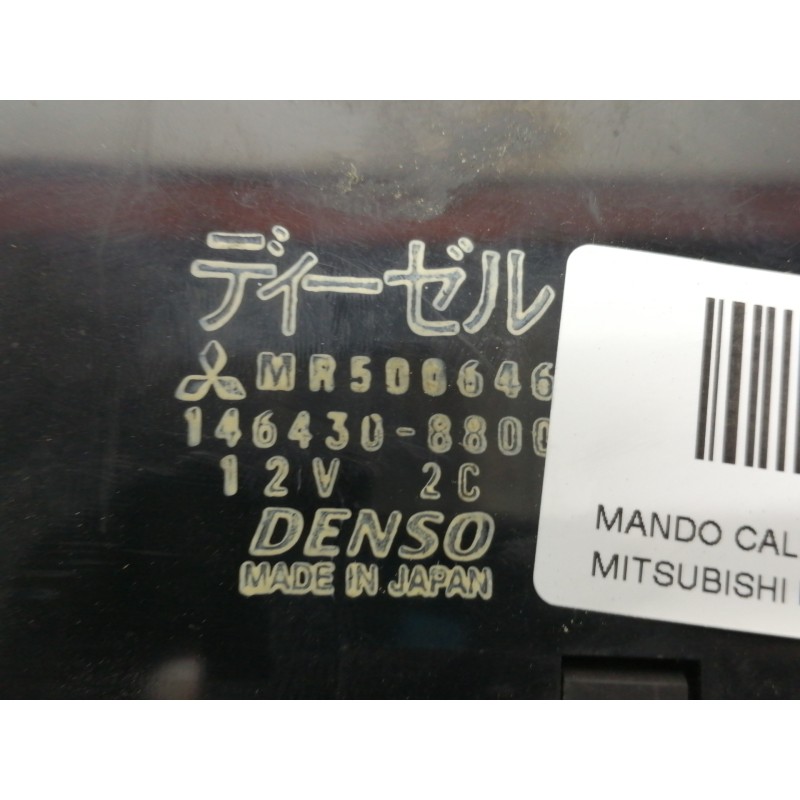 ディーゼル
MR500646
146430-8800
12V 2C
DENSO
MADE IN JAPAN
MANDO CAL
MITSUBISHI